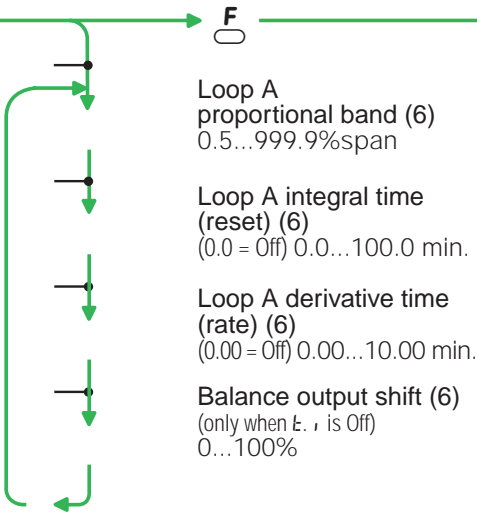 F
Loop A
proportional band (6)
0.5...999.9%span
Loop A integral time
(reset) (6)
(0.0 = Off) 0.0...100.0 min.
Loop A derivative time
(rate) (6)
(0.00 = Off) 0.00...10.00 min.
Balance output shift (6)
(only when t. i is Off)
0...100%